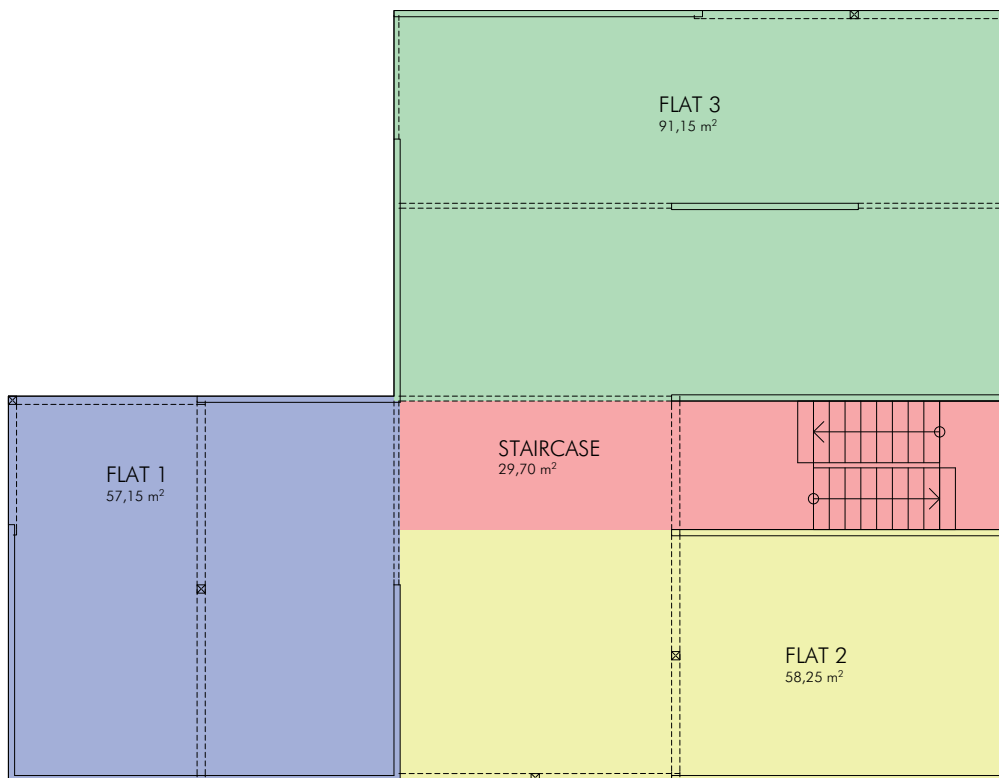 FLAT 3
91,15 m²
STAIRCASE
29,70 m²
FLAT 1
57,15 m²
FLAT 2
58,25 m²